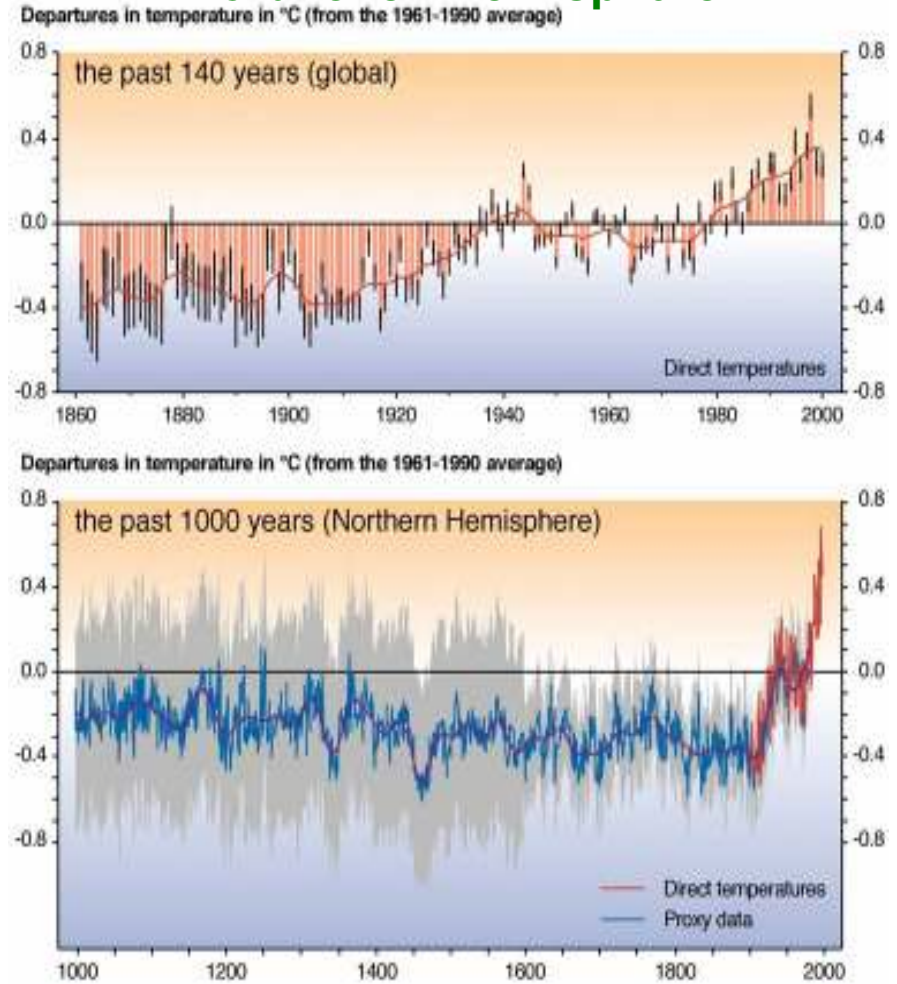 Departures in temperature in °C (from the 1961-1990 average)
0.8 0.8
the past 140 years (global)
0.4 0.4
0.0 0.0
-0.4 -0.4
Direct temperatures
-0.8 -0.8
1860 1880 1900 1920 1940 1960 1980 2000
Departures in temperature in °C (from the 1961-1990 average)
0.8 0.8
the past 1000 years (Northern Hemisphere)
0.4 0.4
0.0 0.0
-0.4 -0.4
-0.8 -0.8
Direct temperatures
Proxy data
1000 1200 1400 1600 1800 2000